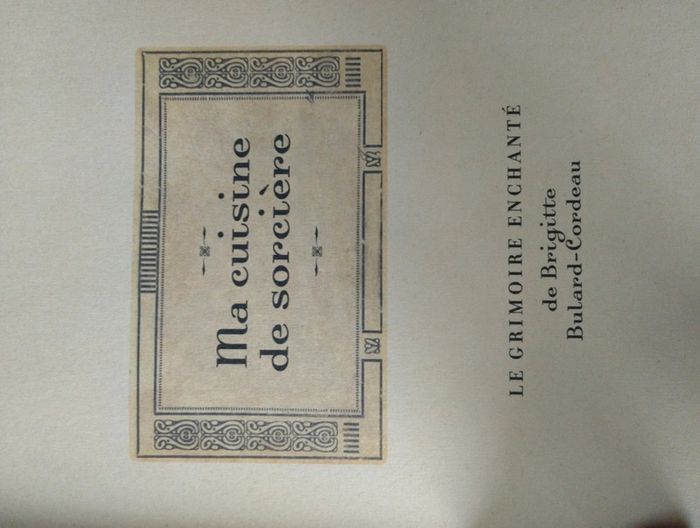 Ma cuisine
de sorcière
LE GRIMOIRE ENCHANTÉ
de Brigitte
Bulard-Cordeau